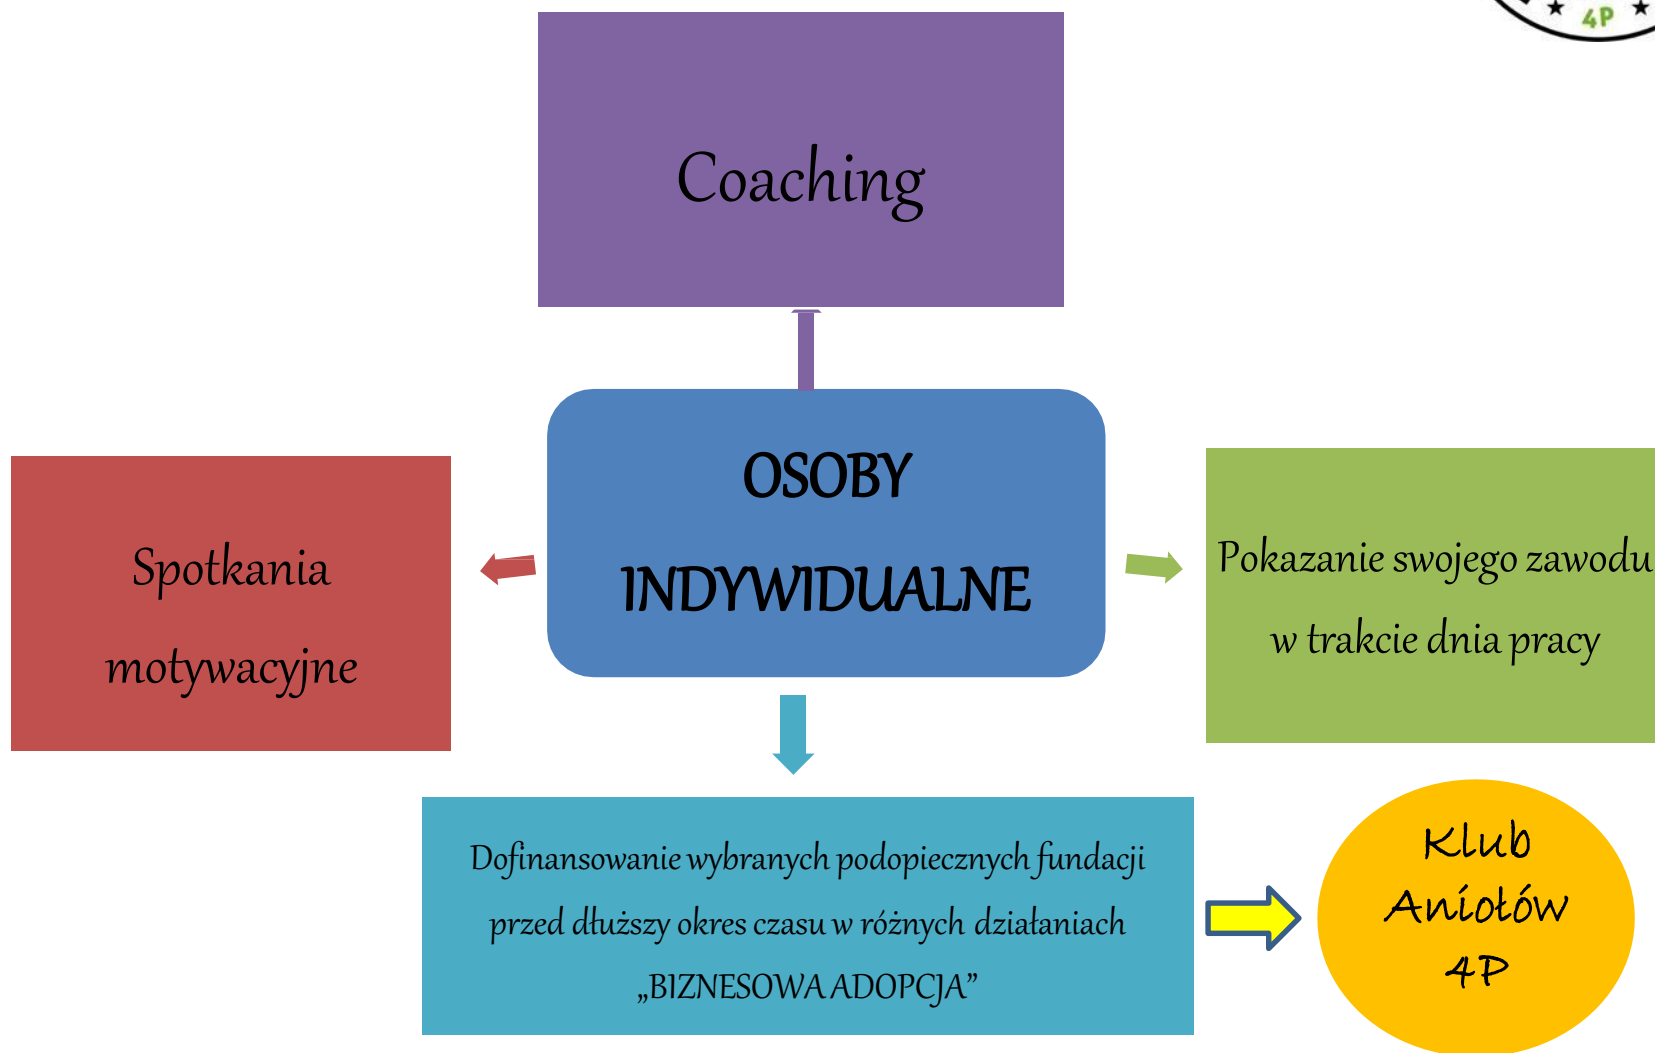 4P
Coaching
OSOBY
INDYWIDUALNE
Spotkania
motywacyjne
Pokazanie swojego zawodu
w trakcie dnia pracy
Dofinansowanie wybranych podopiecznych fundacji
przed dłuższy okres czasu w różnych działaniach
„BIZNESOWA ADOPCJA”
Klub
Aniołów
4P